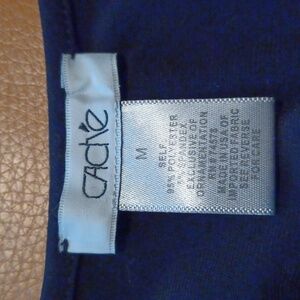 CACHÉ
M
SELF
95% POLYESTER
5% SPANDEX
EXCLUSIVE OF
ORNAMENTATION
RN# 74578
MADE IN USA OF
IMPORTED FABRIC
SEE REVERSE
FOR CARE